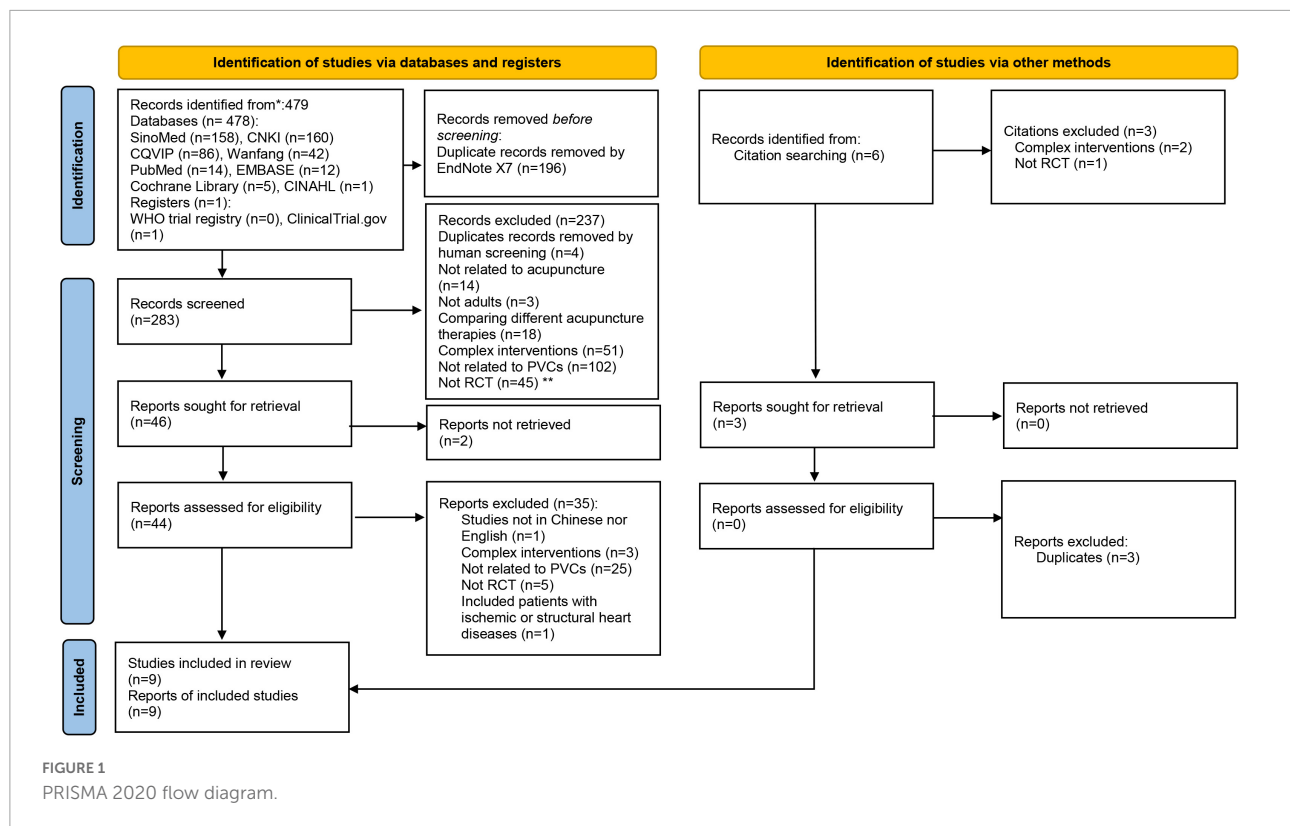 Identification of studies via databases and registers
Identification of studies via other methods
Identification
Records identified from*:479
Databases (n= 478):
SinoMed (n=158), CNKI (n=160)
CQVIP (n=86), Wanfang (n=42)
PubMed (n=14), EMBASE (n=12)
Cochrane Library (n=5), CINAHL (n=1)
Registers (n=1):
WHO trial registry (n=0), ClinicalTrial.gov
(n=1)
Records removed before
screening:
Duplicate records removed by
EndNote X7 (n=196)
Records identified from:
Citation searching (n=6)
Citations excluded (n=3)
Complex interventions (n=2)
Not RCT (n=1)
Screening
Records screened
(n=283)
Records excluded (n=237)
Duplicates records removed by
human screening (n=4)
Not related to acupuncture
(n=14)
Not adults (n=3)
Comparing different acupuncture
therapies (n=18)
Complex interventions (n=51)
Not related to PVCs (n=102)
Not RCT (n=45) **
Reports sought for retrieval
(n=46)
Reports not retrieved
(n=2)
Reports sought for retrieval
(n=3)
Reports not retrieved
(n=0)
Reports assessed for eligibility
(n=44)
Reports excluded (n=35):
Studies not in Chinese nor
English (n=1)
Complex interventions (n=3)
Not related to PVCs (n=25)
Not RCT (n=5)
Included patients with
ischemic or structural heart
diseases (n=1)
Reports assessed for eligibility
(n=0)
Reports excluded:
Duplicates (n=3)
Included
Studies included in review
(n=9)
Reports of included studies
(n=9)
FIGURE 1
PRISMA 2020 flow diagram.